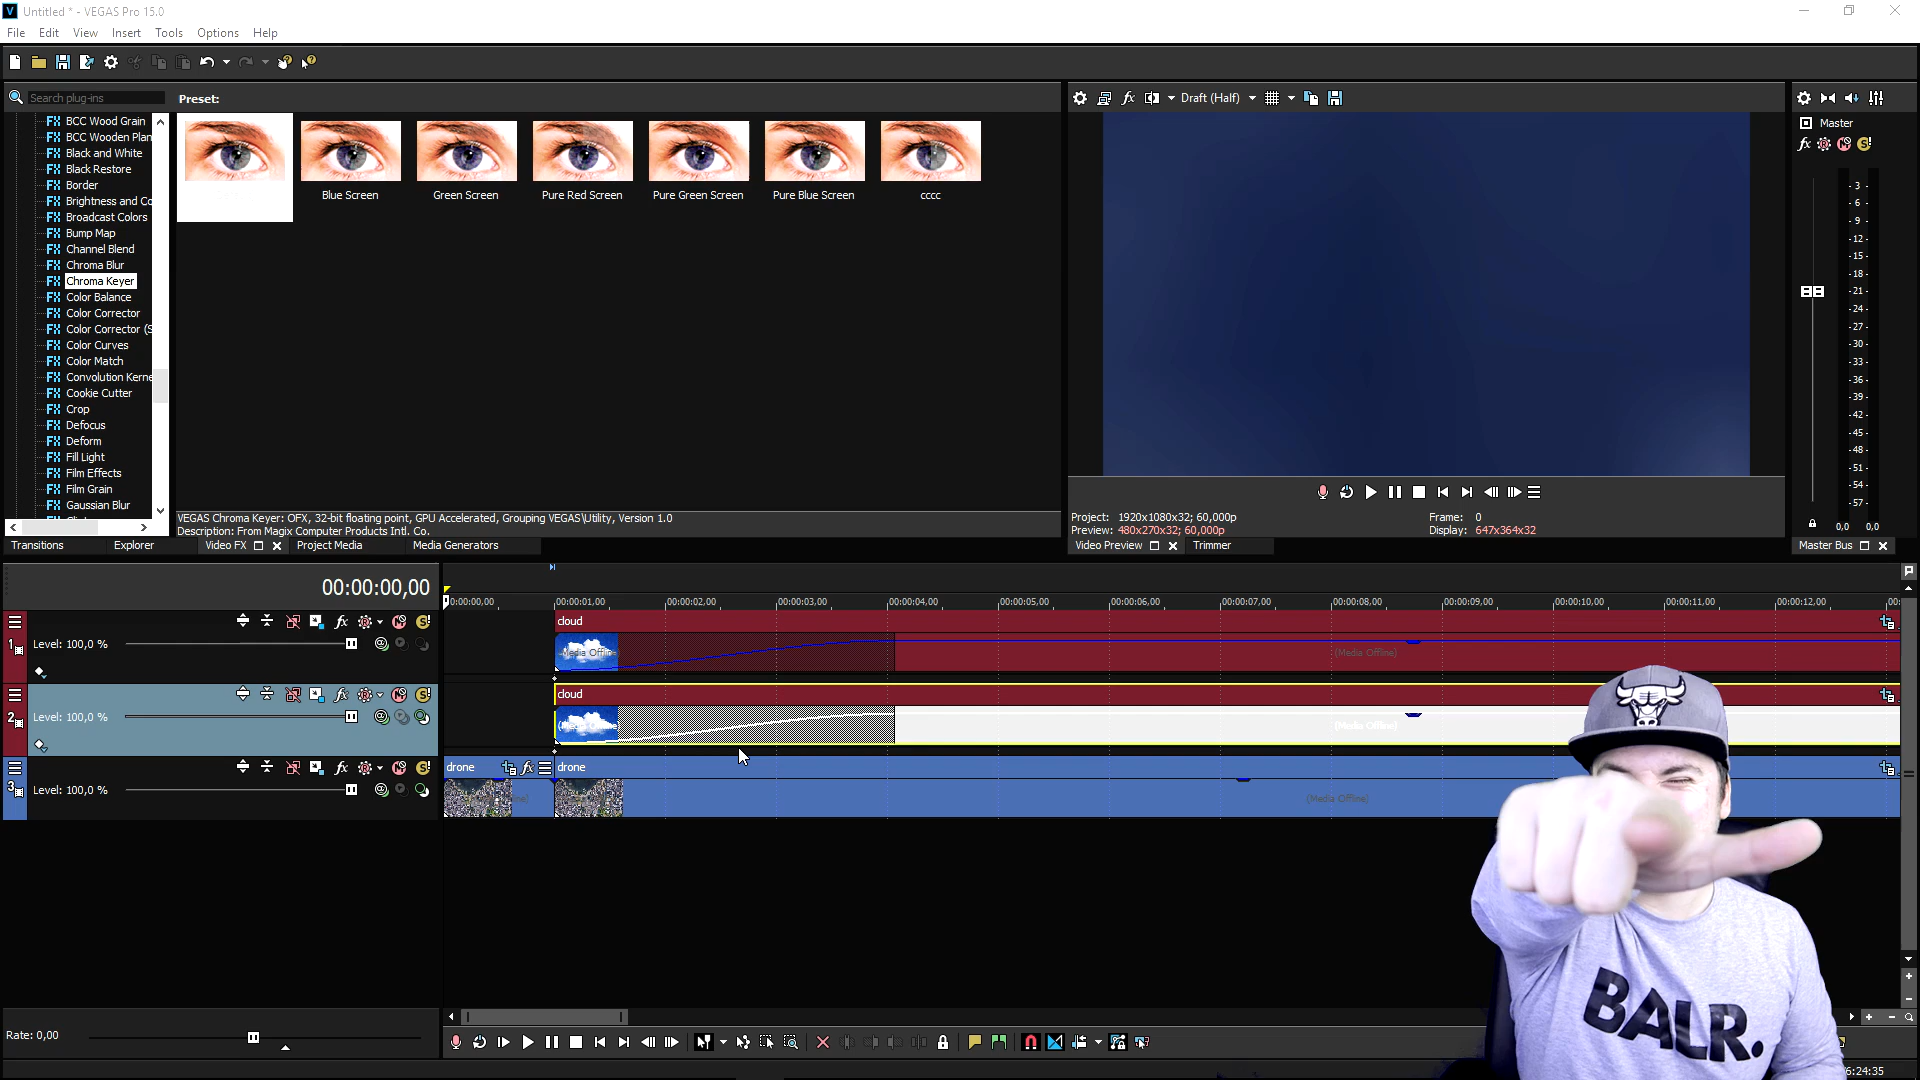 Untitled * - VEGAS Pro 15.0
File Edit View Insert Tools Options Help
Search plug-ins
Preset:
BCC Wood Grain
BCC Wooden Plan
Black and White
Black Restore
Border
Brightness and Co
Broadcast Colors
Bump Map
Channel Blend
Chroma Blur
Chroma Keyer
Color Balance
Color Corrector
Color Corrector (S
Color Curves
Color Match
Convolution Kerne
Cookie Cutter
Crop
Defocus
Deform
Fill Light
Film Effects
Film Grain
Gaussian Blur
Blue Screen Green Screen Pure Red Screen Pure Green Screen Pure Blue Screen cccc
VEGAS Chroma Keyer: OFX, 32-bit floating point, GPU Accelerated, Grouping VEGAS\Utility, Version 1.0
Description: From Magix Computer Products Intl. Co.
Transitions Explorer Video FX Project Media Media Generators
Draft (Half)
Project: 1920x1080x32; 60,000p Frame: 0
Preview: 480x270x32; 60,000p Display: 647x364x32
Video Preview Trimmer
Master
- 3 -
- 6 -
- 9 -
- 12 -
- 15 -
- 18 -
- 21 -
- 24 -
- 27 -
- 30 -
- 33 -
- 36 -
- 39 -
- 42 -
- 45 -
- 48 -
- 51 -
- 54 -
- 57 -
0,0 0,0
Master Bus
00:00:00,00
00:00:00,00 00:00:01,00 00:00:02,00 00:00:03,00 00:00:04,00 00:00:05,00 00:00:06,00 00:00:07,00 00:00:08,00 00:00:09,00 00:00:10,00 00:00:11,00 00:00:12,00
cloud
1 Level: 100,0 %
(Media Offline) (Media Offline)
cloud
2 Level: 100,0 %
(Media Offline)
drone drone
3 Level: 100,0 %
(Media Offline)
Rate: 0,00
BALR.
6:24:35